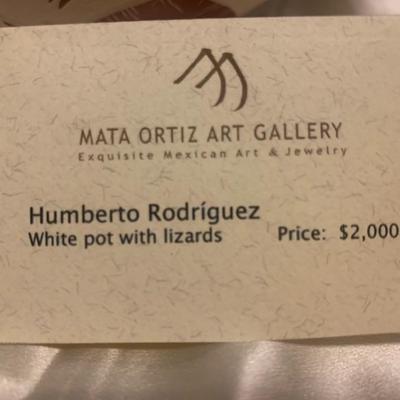 MATA ORTIZ ART GALLERY
Exquisite Mexican Art & Jewelry
Humberto Rodríguez
White pot with lizards Price: $2,000